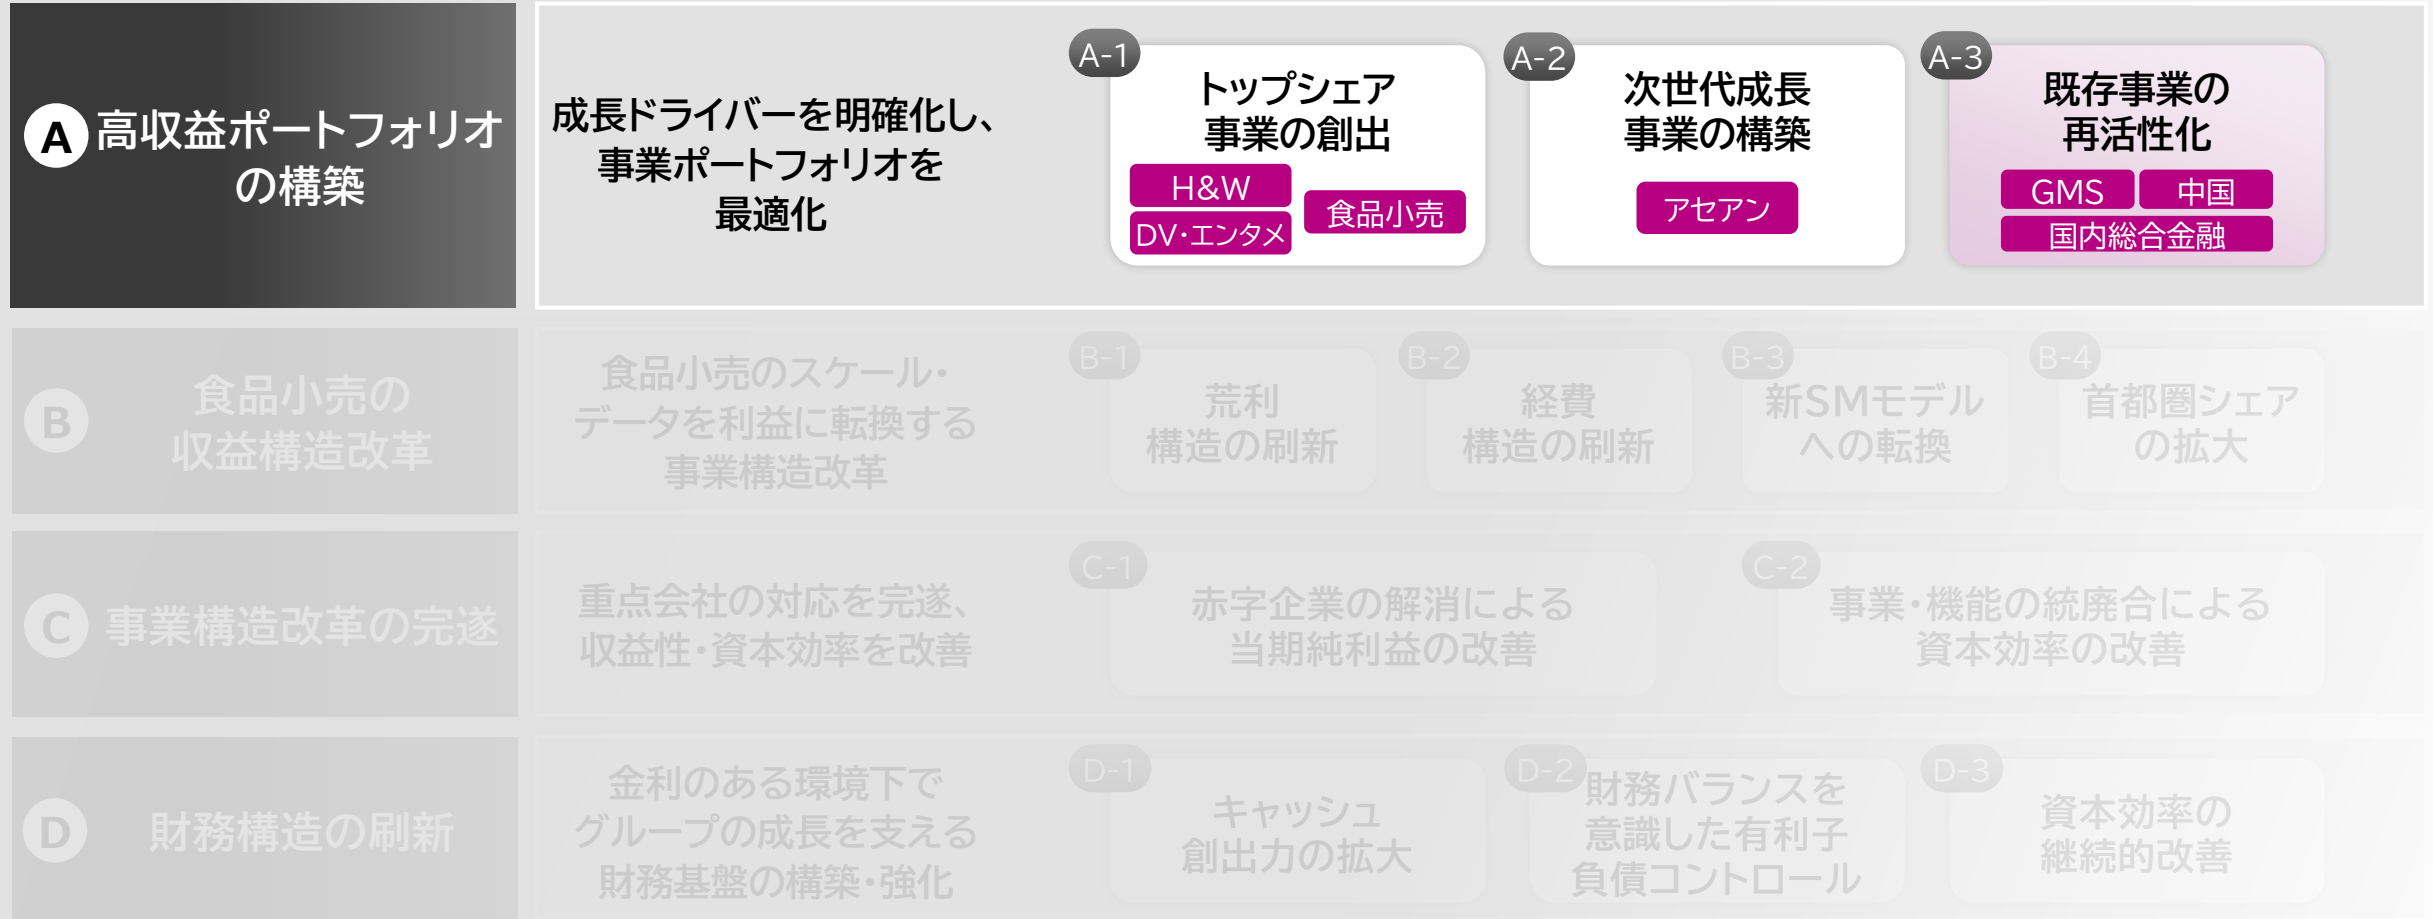 A
高収益ポートフォリオ
の構築
成長ドライバーを明確化し、
事業ポートフォリオを
最適化
A-1
トップシェア
事業の創出
H&W
DV・エンタメ
食品小売
A-2
次世代成長
事業の構築
アセアン
A-3
既存事業の
再活性化
GMS
中国
国内総合金融
B
食品小売の
収益構造改革
食品小売のスケール・
データを利益に転換する
事業構造改革
B-1
荒利
構造の刷新
B-2
経費
構造の刷新
B-3
新SMモデル
への転換
B-4
首都圏シェア
の拡大
C
事業構造改革の完遂
重点会社の対応を完遂、
収益性・資本効率を改善
C-1
赤字企業の解消による
当期純利益の改善
C-2
事業・機能の統廃合による
資本効率の改善
D
財務構造の刷新
金利のある環境下で
グループの成長を支える
財務基盤の構築・強化
D-1
キャッシュ
創出力の拡大
D-2
財務バランスを
意識した有利子
負債コントロール
D-3
資本効率の
継続的改善